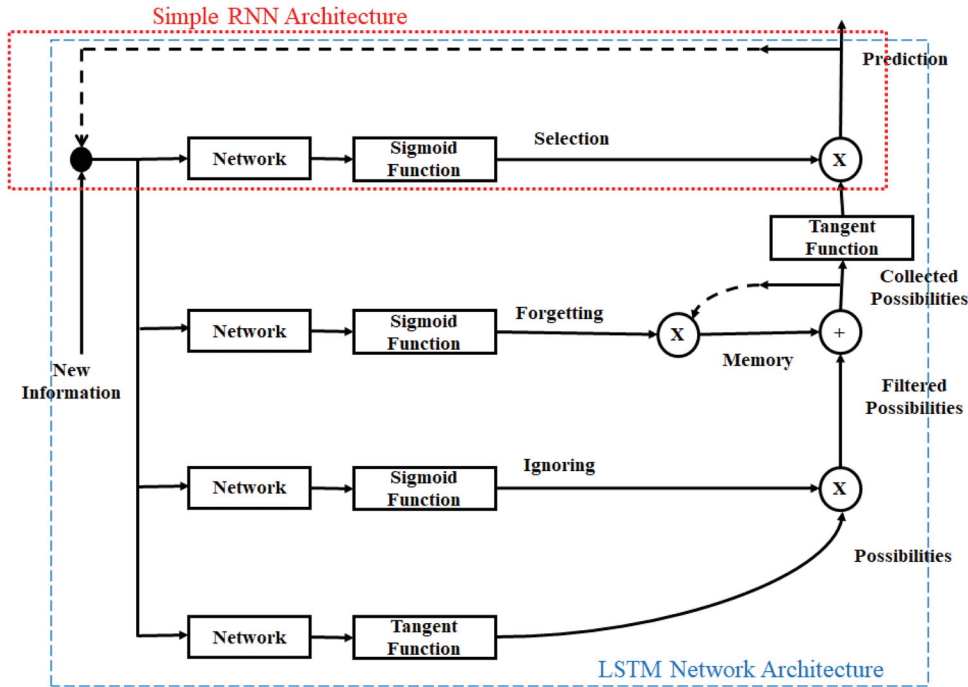 Simple RNN Architecture
Prediction
Network
Sigmoid
Function
Selection
X
Tangent
Function
Collected
Possibilities
Network
Sigmoid
Function
Forgetting
X
Memory
+
New
Information
Filtered
Possibilities
Network
Sigmoid
Function
Ignoring
X
Possibilities
Network
Tangent
Function
LSTM Network Architecture